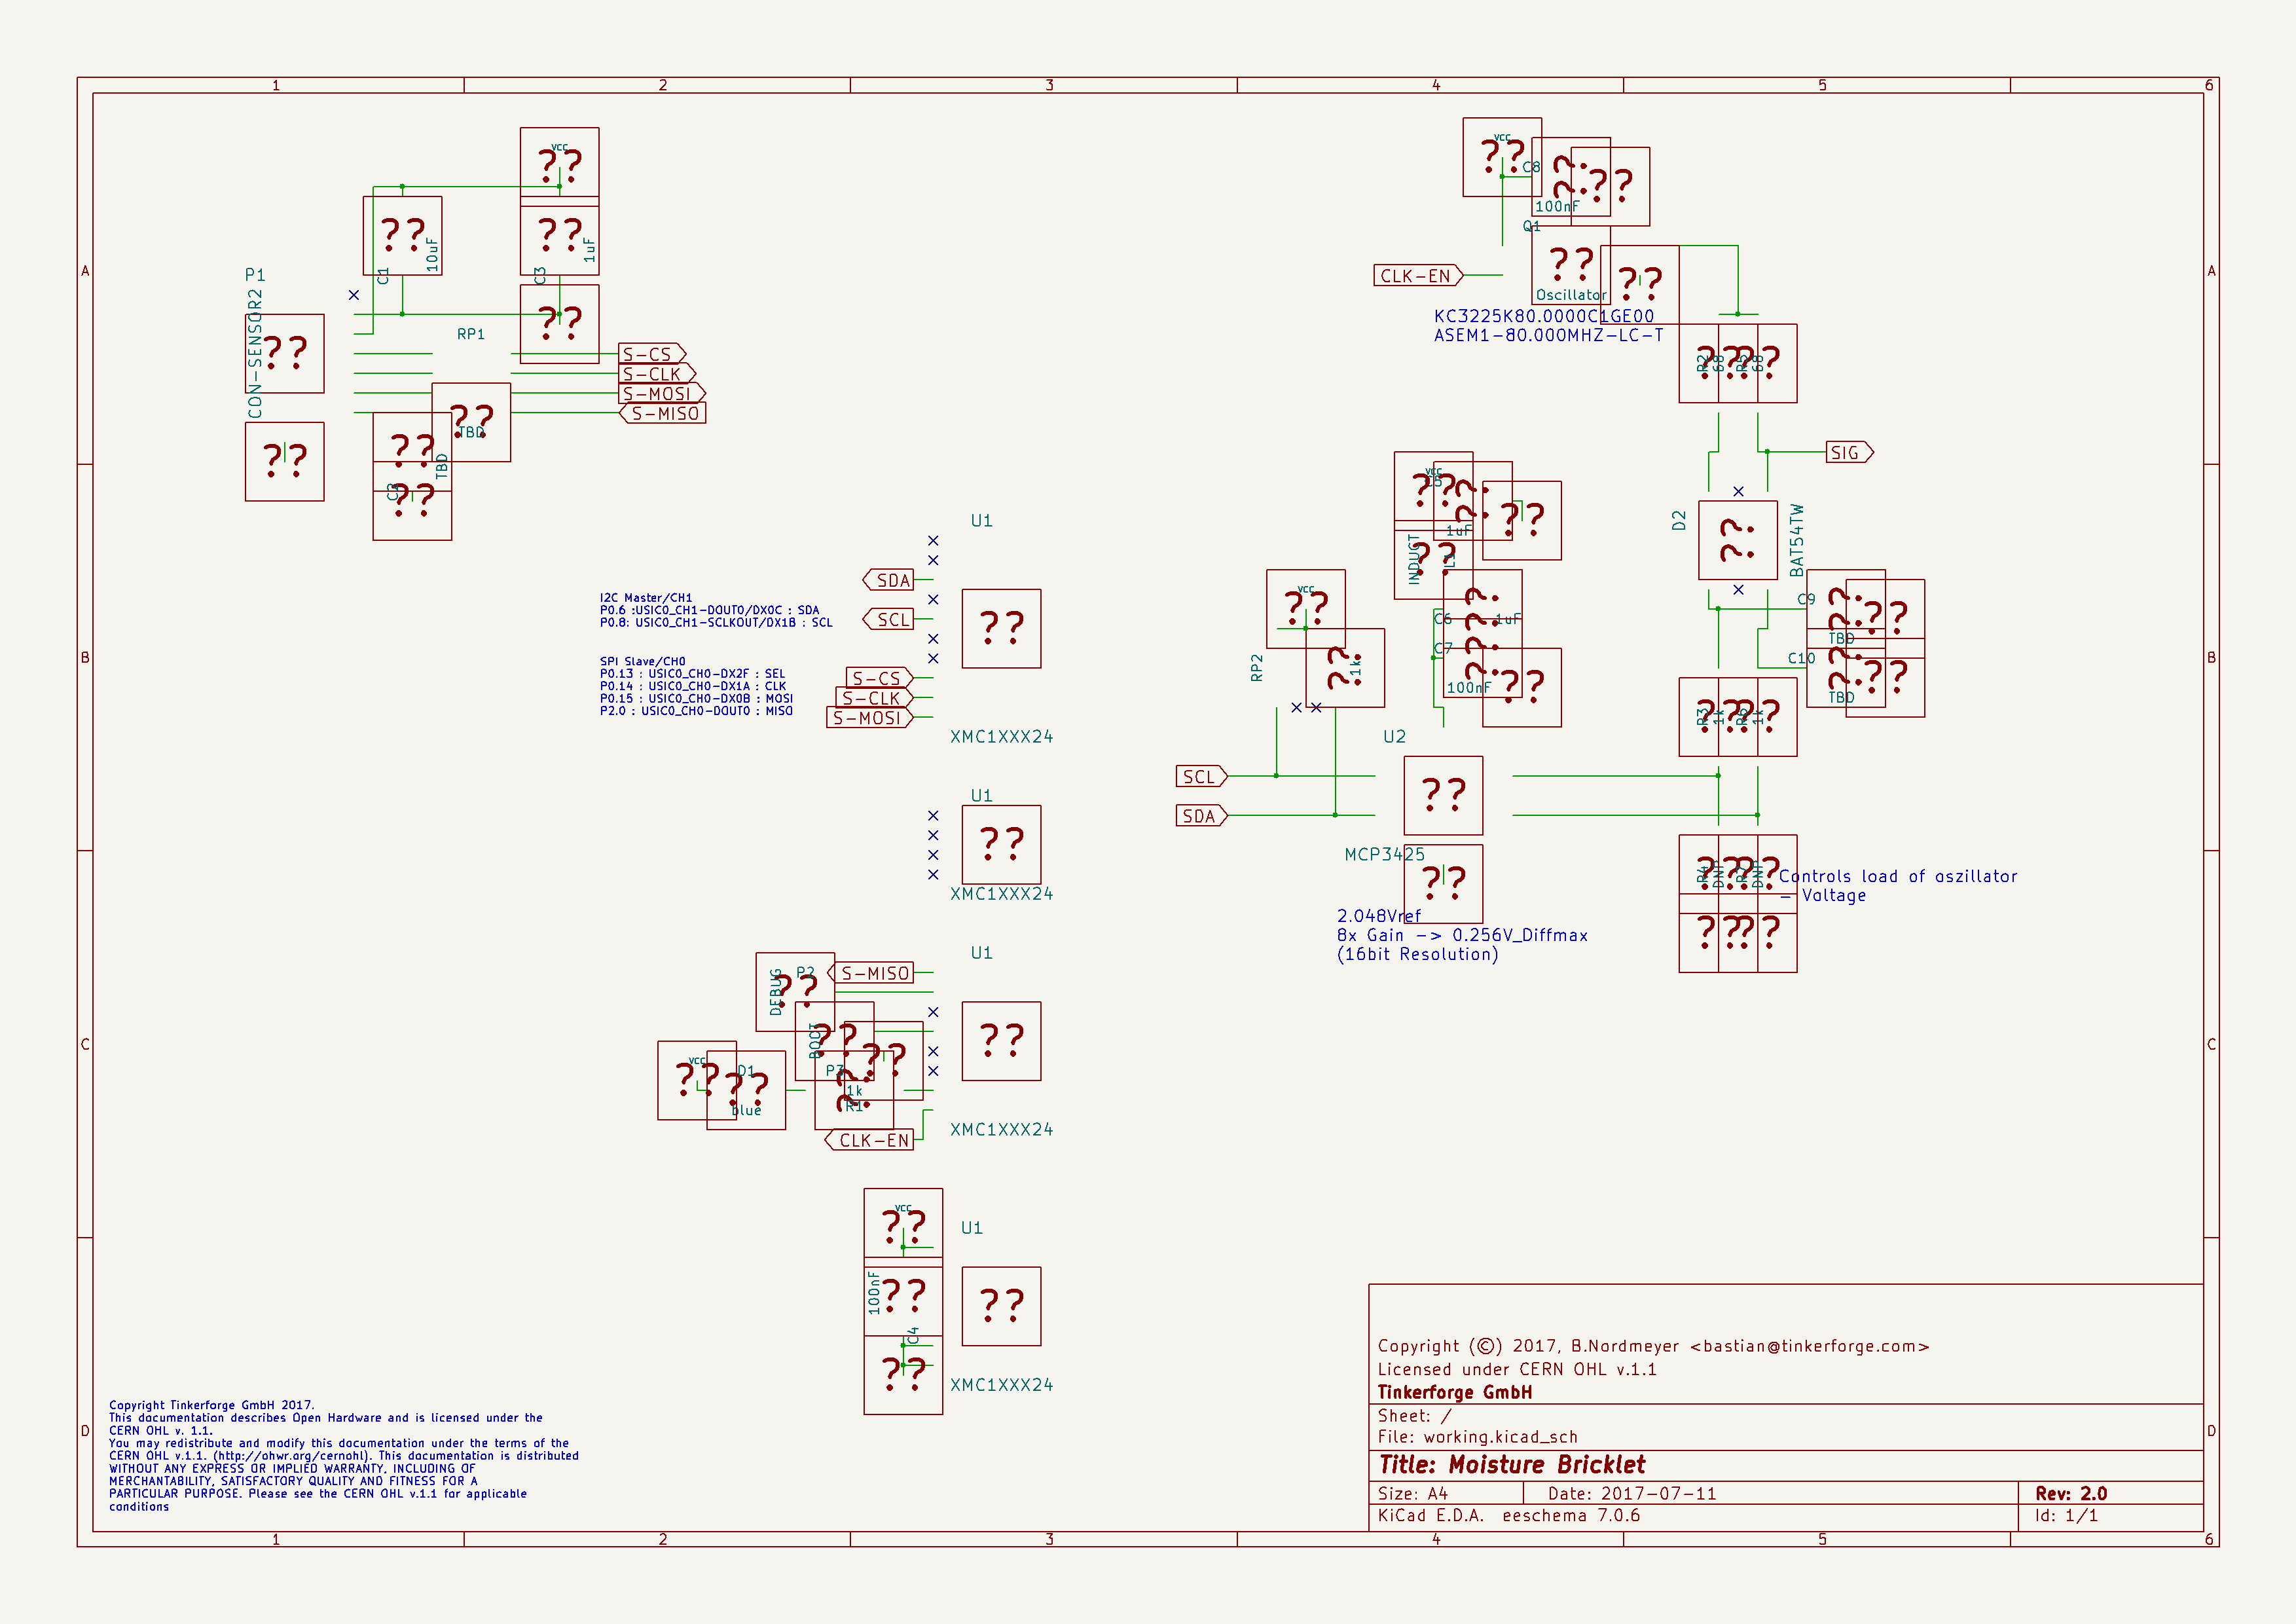 1 2 3 4 5 6
A
B
C
D
A
B
C
D
VCC
??
C1
10uF
??
C3
1uF
??
??
P1
CON-SENSOR2
??
??
RP1
TBD
??
C2
TBD
??
??
S-CS
S-CLK
S-MOSI
S-MISO
VCC
??
C8
100nF
??
??
Q1
Oscillator
??
??
CLK-EN
KC3225K80.0000C1GE00
ASEM1-80.000MHZ-LC-T
R2
68
R5
68
??
??
SIG
VCC
??
C5
1uF
??
??
INDUCT
L1
??
D2
BAT54TW
??
U1
SDA
SCL
??
I2C Master/CH1
P0.6 :USIC0_CH1-DOUT0/DX0C : SDA
P0.8: USIC0_CH1-SCLKOUT/DX1B : SCL
SPI Slave/CH0
P0.13 : USIC0_CH0-DX2F : SEL
P0.14 : USIC0_CH0-DX1A : CLK
P0.15 : USIC0_CH0-DX0B : MOSI
P2.0 : USIC0_CH0-DOUT0 : MISO
S-CS
S-CLK
S-MOSI
XMC1XXX24
VCC
??
RP2
1k
??
C6
1uF
??
C7
100nF
??
??
C9
TBD
??
??
C10
TBD
??
??
R3
1k
R6
1k
??
??
U2
SCL
SDA
??
MCP3425
??
2.048Vref
8x Gain -> 0.256V_Diffmax
(16bit Resolution)
U1
??
XMC1XXX24
R4
DNP
R7
DNP
??
??
??
??
Controls load of oszillator
- Voltage
U1
P2
DEBUG
??
S-MISO
BOOT
P3
??
??
??
VCC
??
D1
blue
??
1k
R1
??
CLK-EN
XMC1XXX24
VCC
??
U1
100nF
C4
??
??
??
XMC1XXX24
Copyright Tinkerforge GmbH 2017.
This documentation describes Open Hardware and is licensed under the
CERN OHL v. 1.1.
You may redistribute and modify this documentation under the terms of the
CERN OHL v.1.1. (http://ohwr.org/cernohl). This documentation is distributed
WITHOUT ANY EXPRESS OR IMPLIED WARRANTY, INCLUDING OF
MERCHANTABILITY, SATISFACTORY QUALITY AND FITNESS FOR A
PARTICULAR PURPOSE. Please see the CERN OHL v.1.1 for applicable
conditions
Copyright (©) 2017, B.Nordmeyer <bastian@tinkerforge.com>
Licensed under CERN OHL v.1.1
Tinkerforge GmbH
Sheet: /
File: working.kicad_sch
Title: Moisture Bricklet
Size: A4 Date: 2017-07-11 Rev: 2.0
KiCad E.D.A. eeschema 7.0.6 Id: 1/1
1 2 3 4 5 6